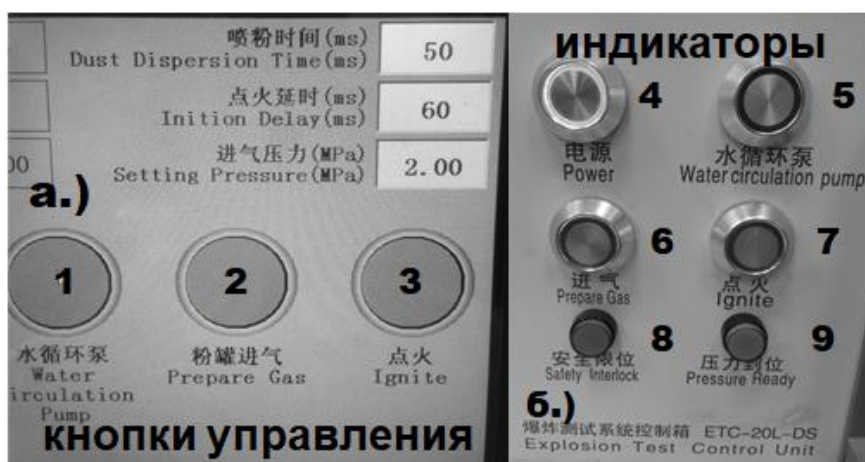 喷粉时间(ms)
Dust Dispersion Time(ms)
50
点火延时(ms)
Inition Delay(ms)
60
00
进气压力(MPa)
Setting Pressure(MPa)
2.00
а.)
1
2
3
水循环泵
Water
irculation
Pump
粉罐进气
Prepare Gas
点火
Ignite
кнопки управления
индикаторы
4
5
电源
Power
水循环泵
Water circulation pump
6
7
进气
Prepare Gas
点火
Ignite
8
9
安全限位
Safety Interlock
压力到位
Pressure Ready
б.)
爆炸测试系统控制箱 ETC-20L-DS
Explosion Test Control Unit